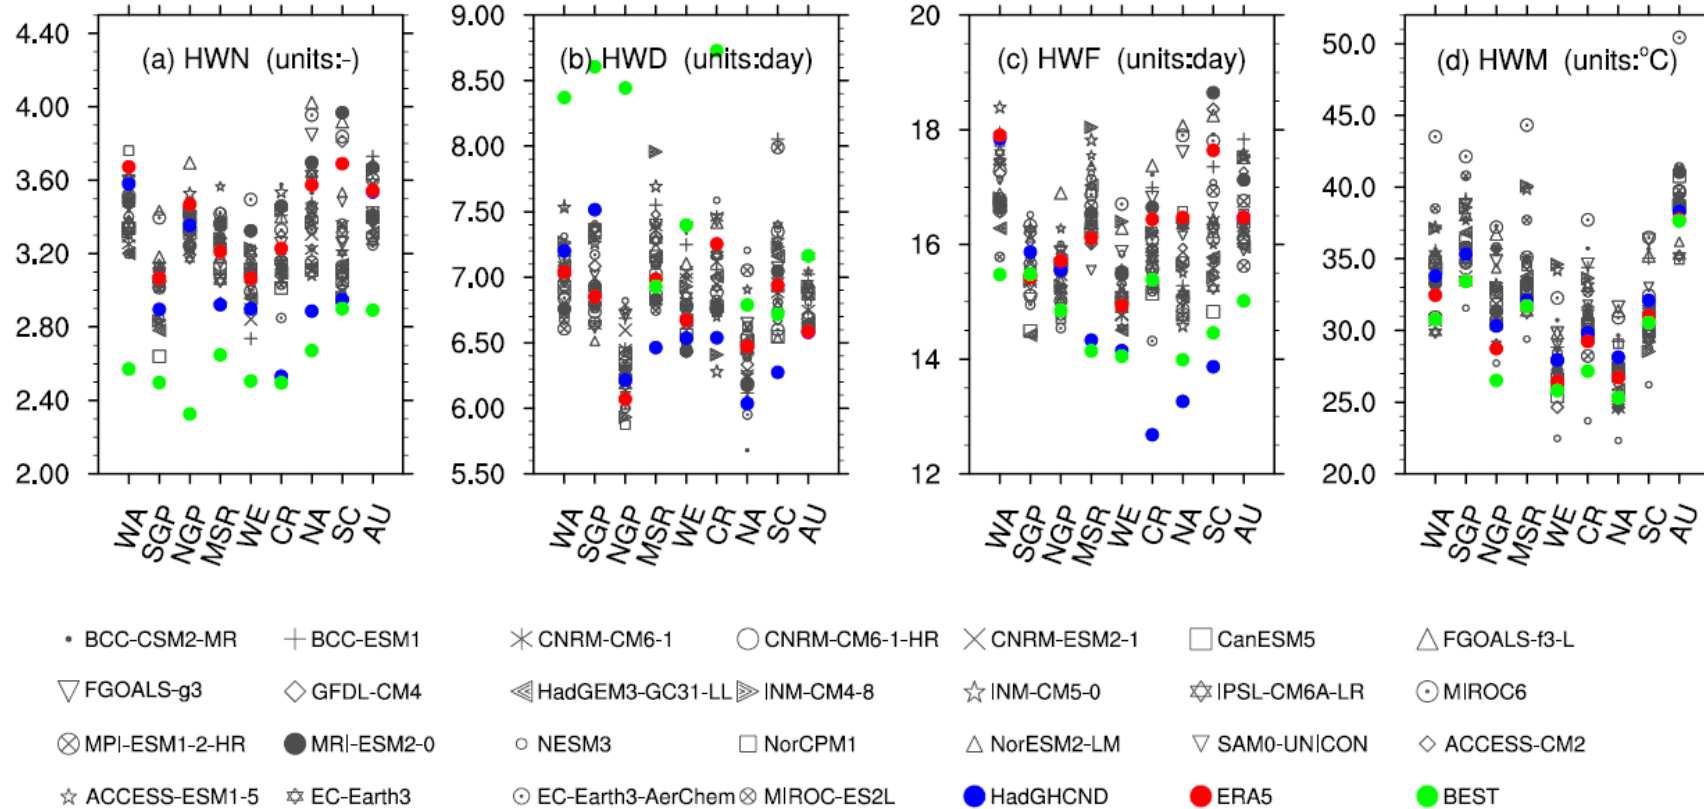 (a) HWN (units:-)
4.40
4.00
3.60
3.20
2.80
2.40
2.00
WA
SGP
NGP
MSR
WE
CR
NA
SC
AU
(b) HWD (units:day)
9.00
8.50
8.00
7.50
7.00
6.50
6.00
5.50
WA
SGP
NGP
MSR
WE
CR
NA
SC
AU
(c) HWF (units:day)
20
18
16
14
12
WA
SGP
NGP
MSR
WE
CR
NA
SC
AU
(d) HWM (units:°C)
50.0
45.0
40.0
35.0
30.0
25.0
20.0
WA
SGP
NGP
MSR
WE
CR
NA
SC
AU
BCC-CSM2-MR BCC-ESM1 CNRM-CM6-1 CNRM-CM6-1-HR CNRM-ESM2-1 CanESM5 FGOALS-f3-L
FGOALS-g3 GFDL-CM4 HadGEM3-GC31-LL INM-CM4-8 INM-CM5-0 IPSL-CM6A-LR MIROC6
MPI-ESM1-2-HR MRI-ESM2-0 NESM3 NorCPM1 NorESM2-LM SAM0-UNICON ACCESS-CM2
ACCESS-ESM1-5 EC-Earth3 EC-Earth3-AerChem MIROC-ES2L HadGHCND ERA5 BEST